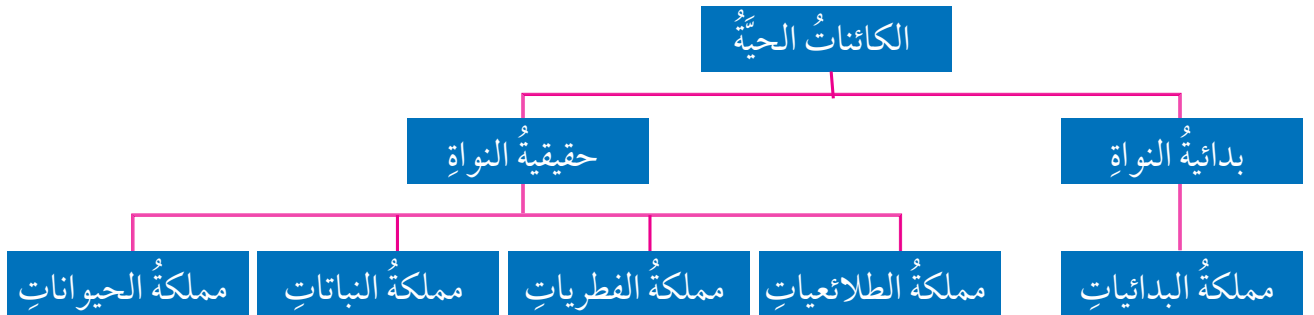 الكائناتُ الحيَّةُ
بدائيةُ النواةِ
حقيقيةُ النواةِ
مملكةُ البدائياتِ
مملكةُ الطلائعياتِ
مملكةُ الفطرياتِ
مملكةُ النباتاتِ
مملكةُ الحيواناتِ